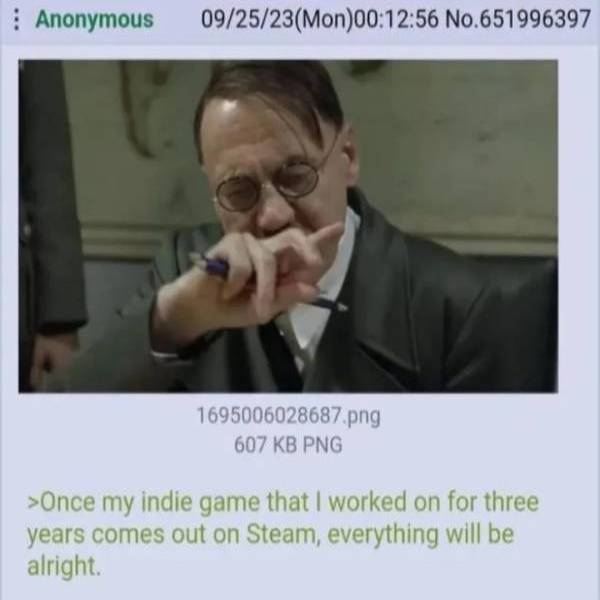 Anonymous 09/25/23(Mon)00:12:56 No.651996397
1695006028687.png
607 KB PNG
>Once my indie game that I worked on for three
years comes out on Steam, everything will be
alright.